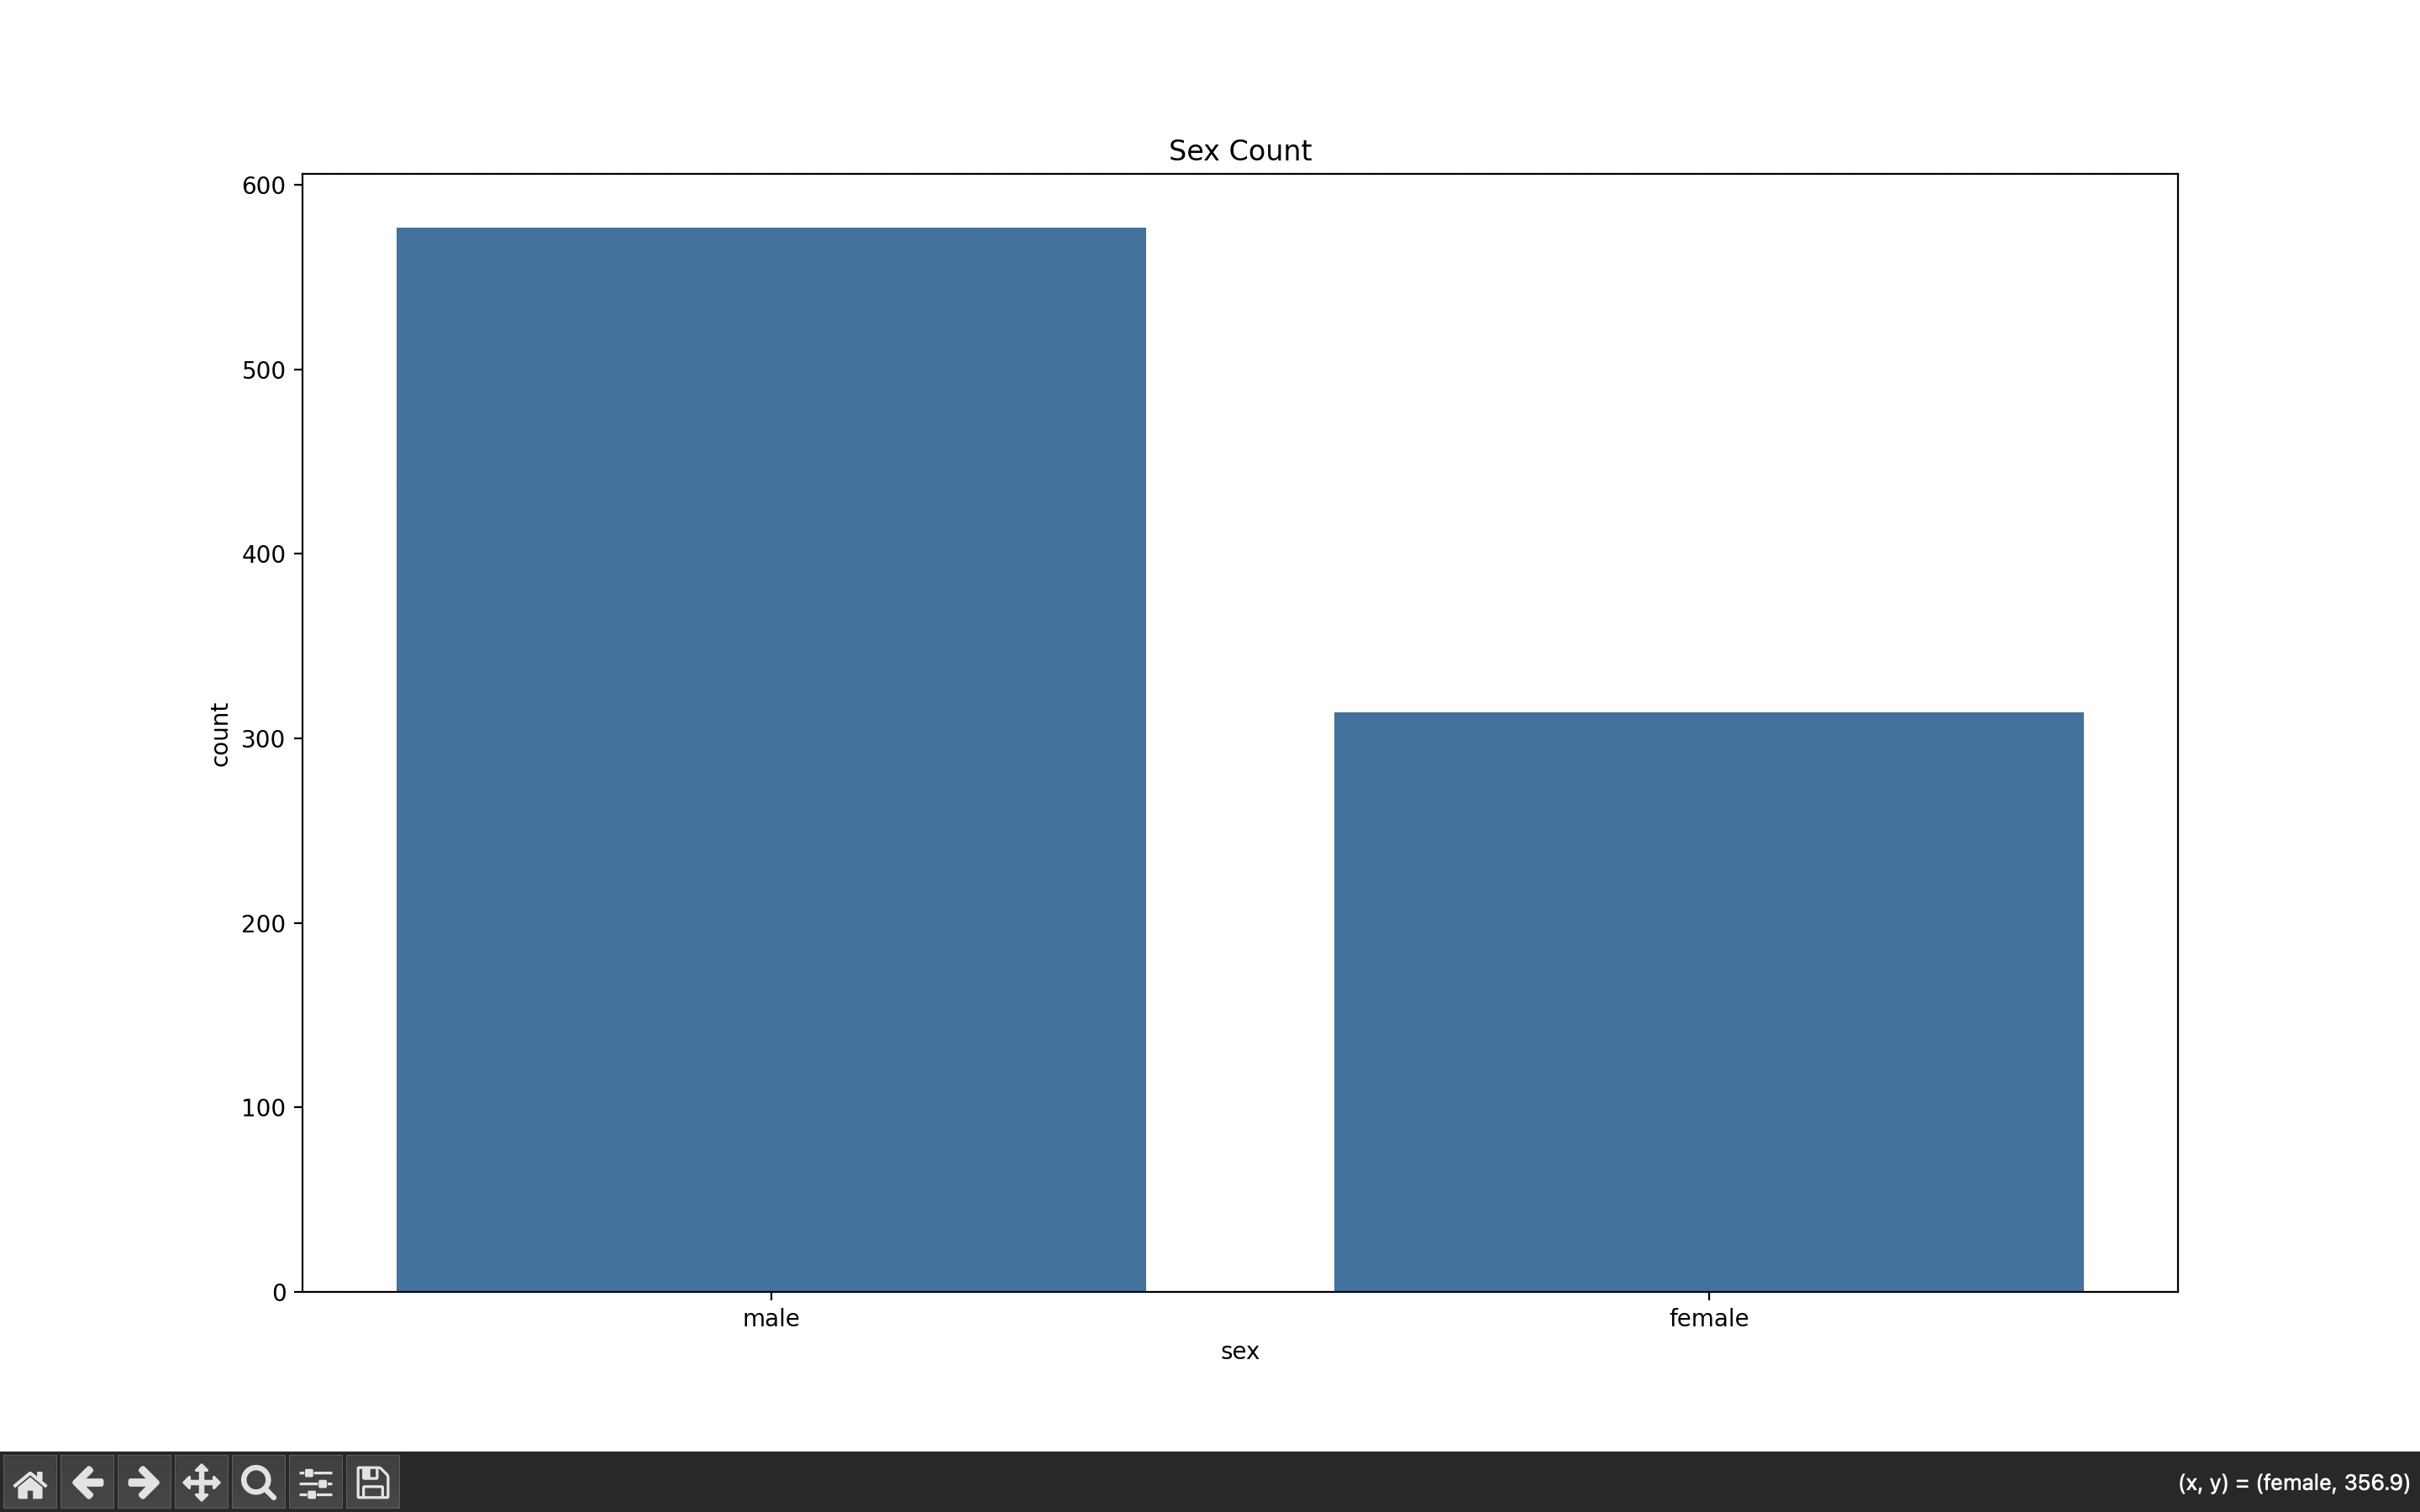 Sex Count
600
500
400
300
200
100
0
count
male female
sex
(x, y) = (female, 356.9)